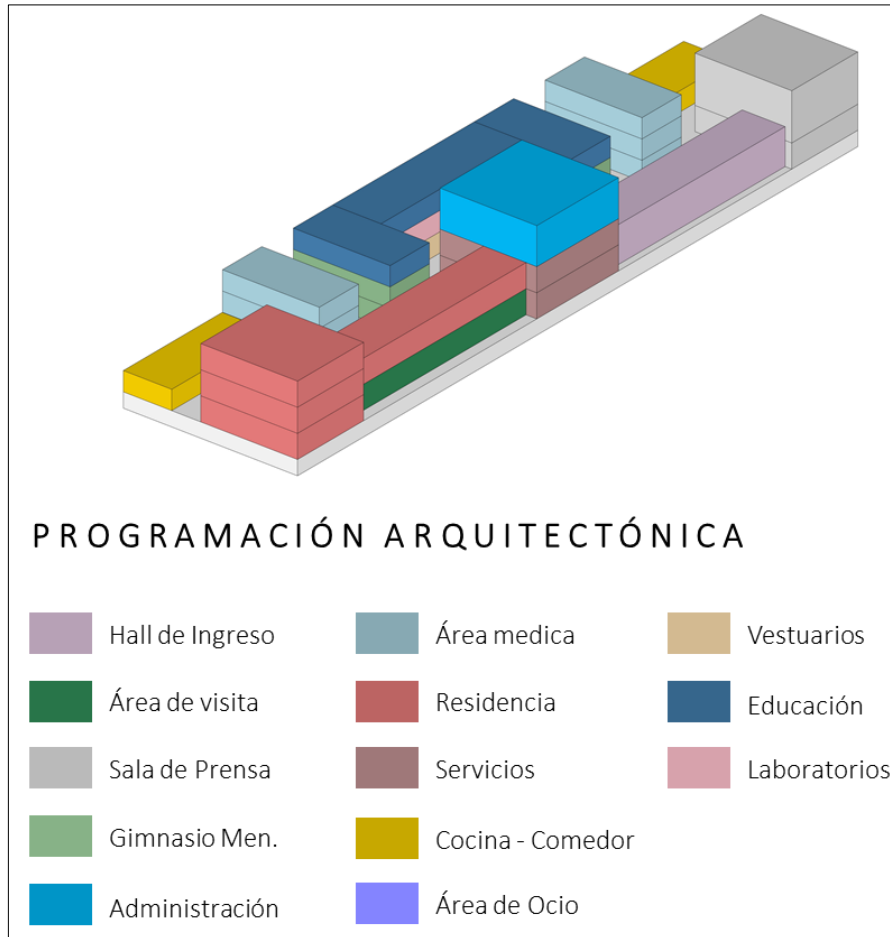 PROGRAMACIÓN ARQUITECTÓNICA
Hall de Ingreso
Área medica
Vestuarios
Área de visita
Residencia
Educación
Sala de Prensa
Servicios
Laboratorios
Gimnasio Men.
Cocina - Comedor
Administración
Área de Ocio